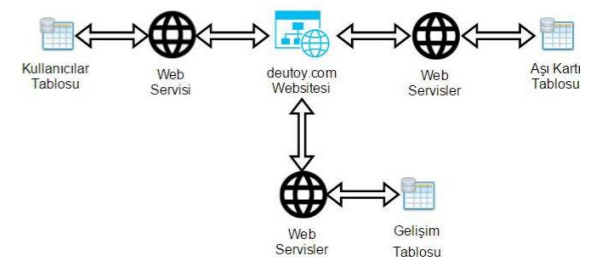 Kullanıcılar
Tablosu
Web
Servisi
deutoy.com
Websitesi
Web
Servisler
Aşı Kartı
Tablosu
Web
Servisler
Gelişim
Tablosu